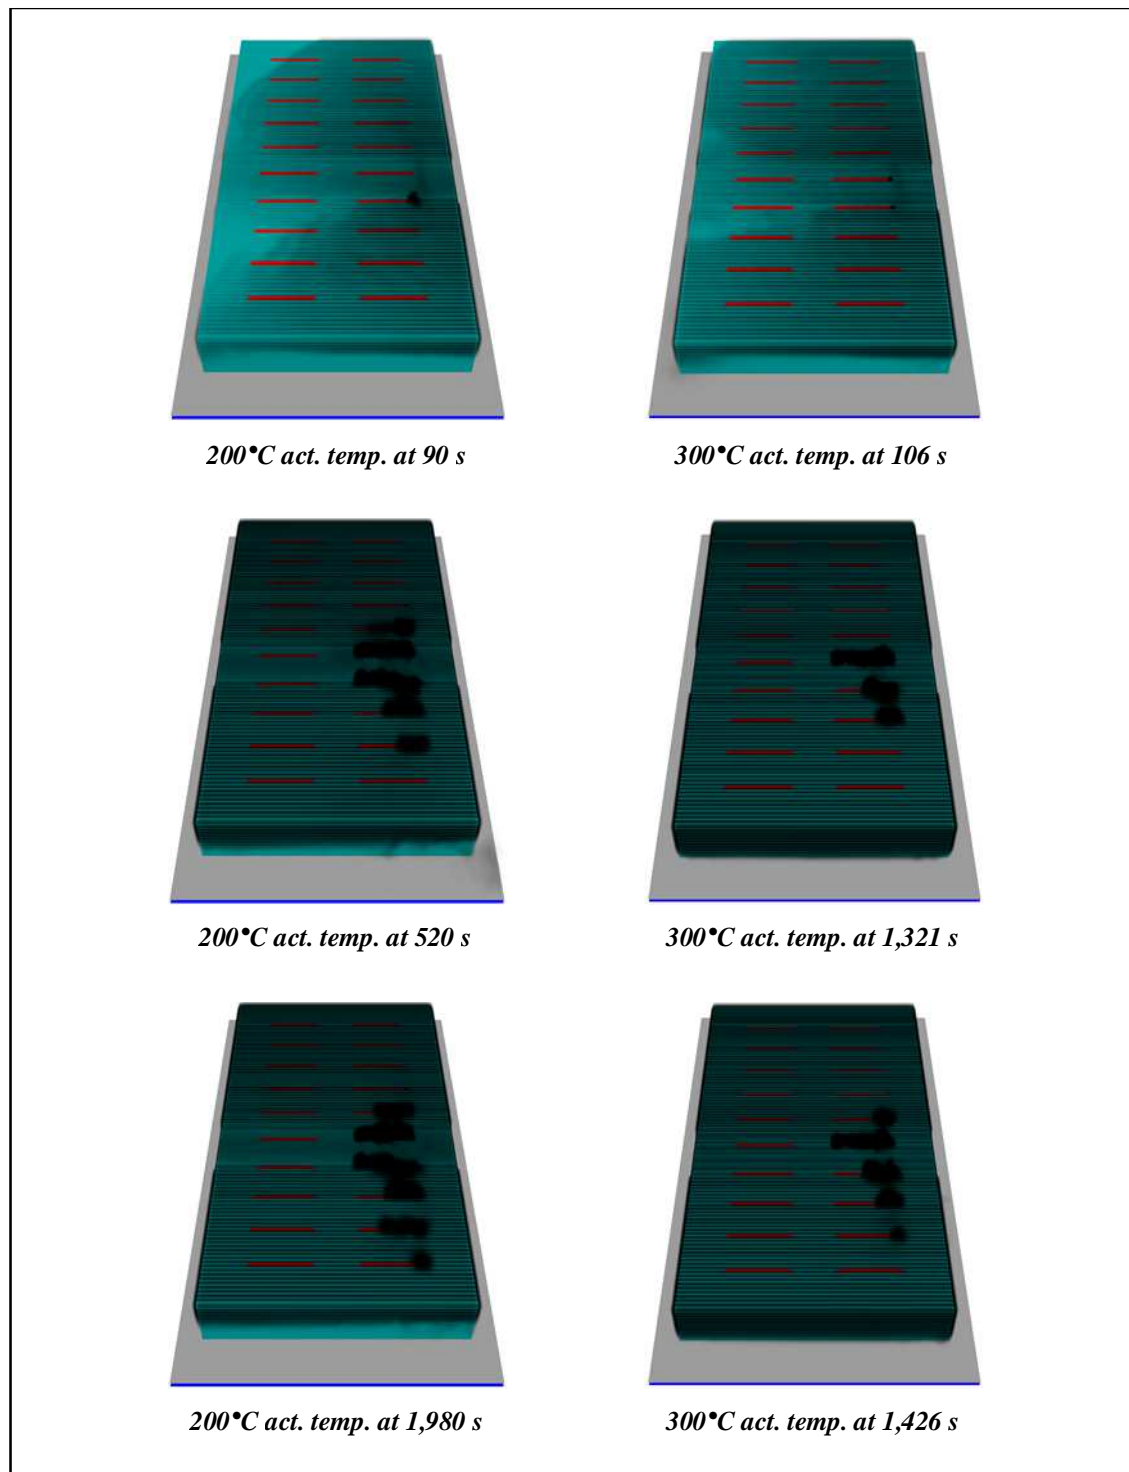 200°C act. temp. at 90 s
300°C act. temp. at 106 s
200°C act. temp. at 520 s
300°C act. temp. at 1,321 s
200°C act. temp. at 1,980 s
300°C act. temp. at 1,426 s